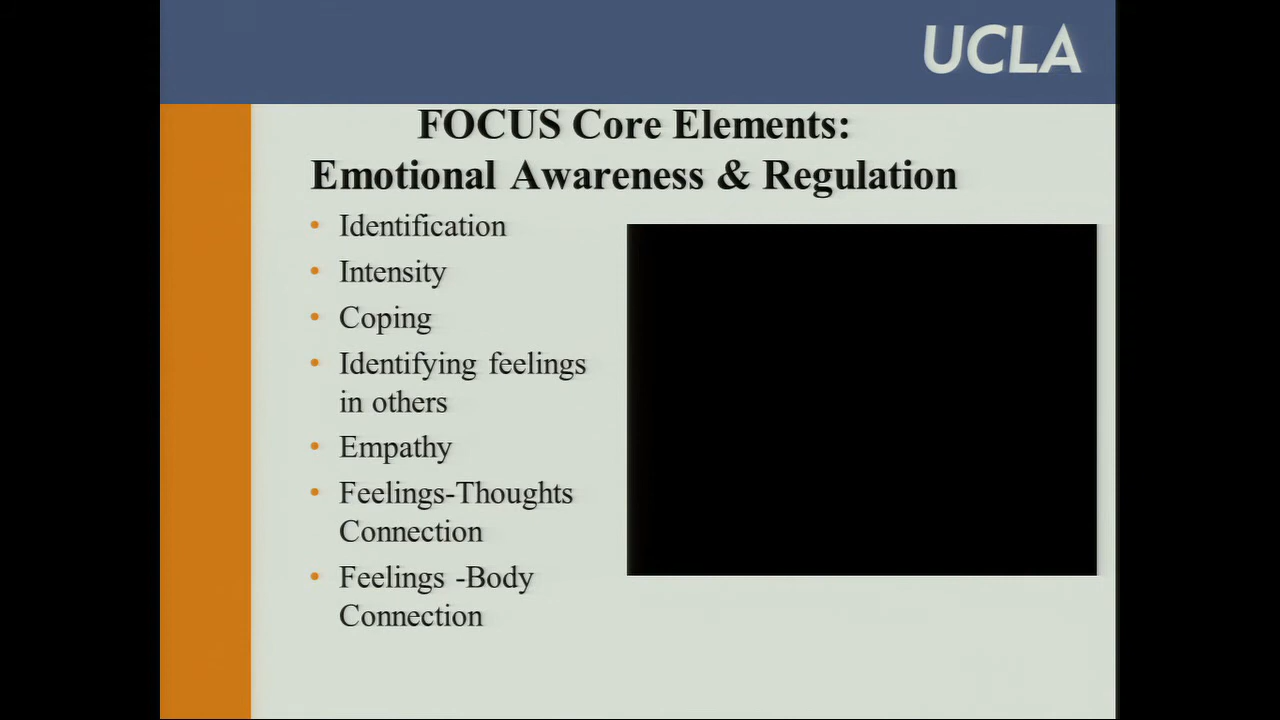 UCLA
FOCUS Core Elements:
Emotional Awareness & Regulation
• Identification
• Intensity
• Coping
• Identifying feelings
in others
• Empathy
• Feelings-Thoughts
Connection
• Feelings -Body
Connection